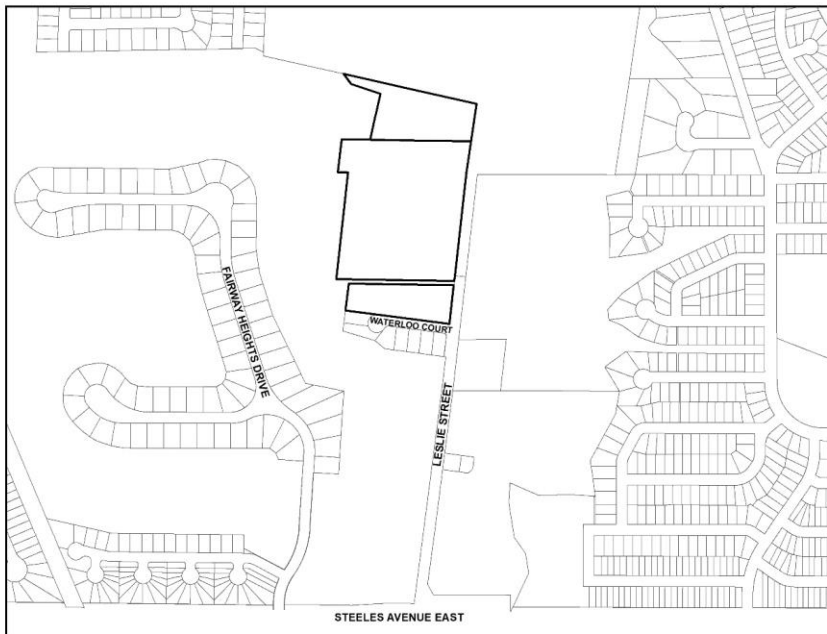 FAIRWAY HEIGHTS DRIVE
WATERLOO COURT
LESLIE STREET
STEELES AVENUE EAST